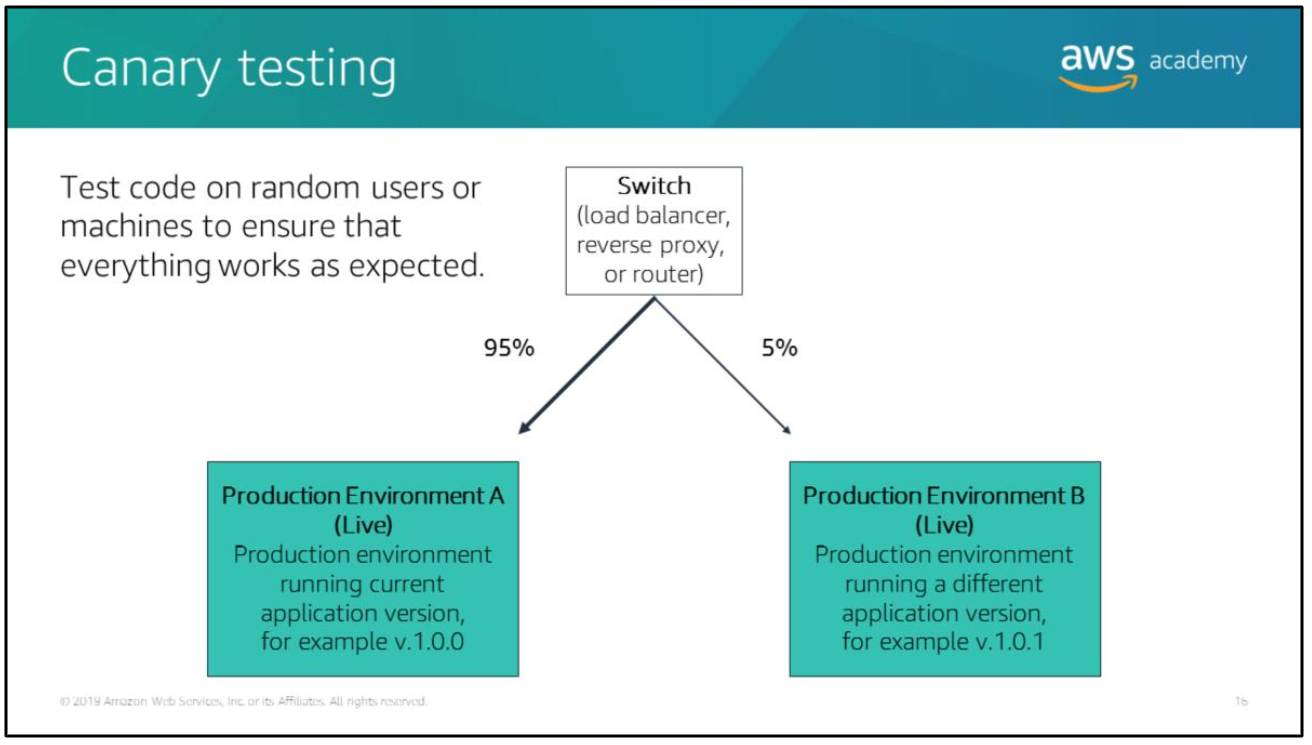 Canary testing
aws academy
Test code on random users or
machines to ensure that
everything works as expected.
Switch
(load balancer,
reverse proxy,
or router)
95%
5%
Production Environment A
(Live)
Production environment
running current
application version,
for example v.1.0.0
Production Environment B
(Live)
Production environment
running a different
application version,
for example v.1.0.1
© 2019 Amazon Web Services, Inc. or its Affiliates. All rights reserved.
16